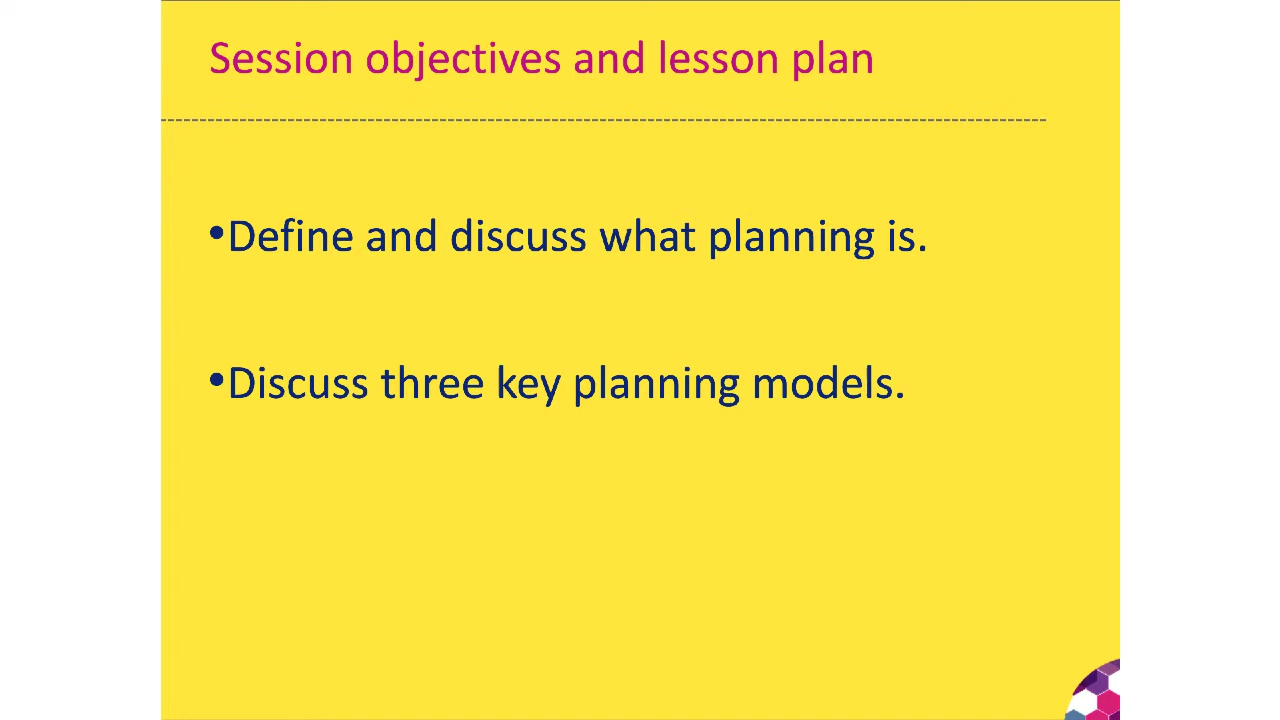 Session objectives and lesson plan
•Define and discuss what planning is.
•Discuss three key planning models.